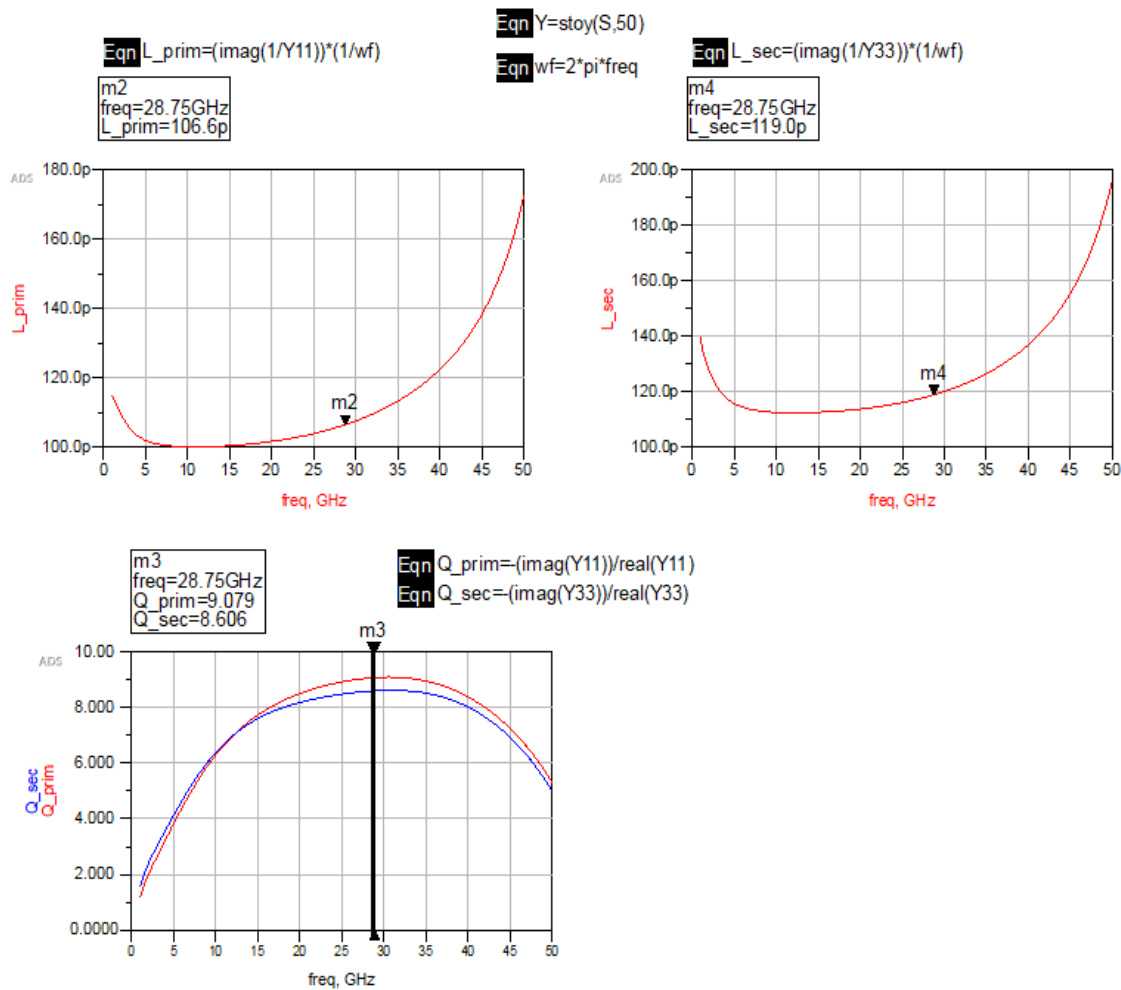 Eqn Y=stoy(S,50)
Eqn L_prim=(imag(1/Y11))*(1/wf)
Eqn L_sec=(imag(1/Y33))*(1/wf)
Eqn wf=2*pi*freq
m2
freq=28.75GHz
L_prim=106.6p
m4
freq=28.75GHz
L_sec=119.0p
ADS
180.0p
160.0p
140.0p
120.0p
100.0p
L_prim
m2
0 5 10 15 20 25 30 35 40 45 50
freq, GHz
ADS
200.0p
180.0p
160.0p
140.0p
120.0p
100.0p
L_sec
m4
0 5 10 15 20 25 30 35 40 45 50
freq, GHz
m3
freq=28.75GHz
Q_prim=9.079
Q_sec=8.606
Eqn Q_prim=-(imag(Y11))/real(Y11)
Eqn Q_sec=-(imag(Y33))/real(Y33)
m3
ADS
10.00
8.000
6.000
4.000
2.000
0.0000
Q_sec
Q_prim
0 5 10 15 20 25 30 35 40 45 50
freq, GHz